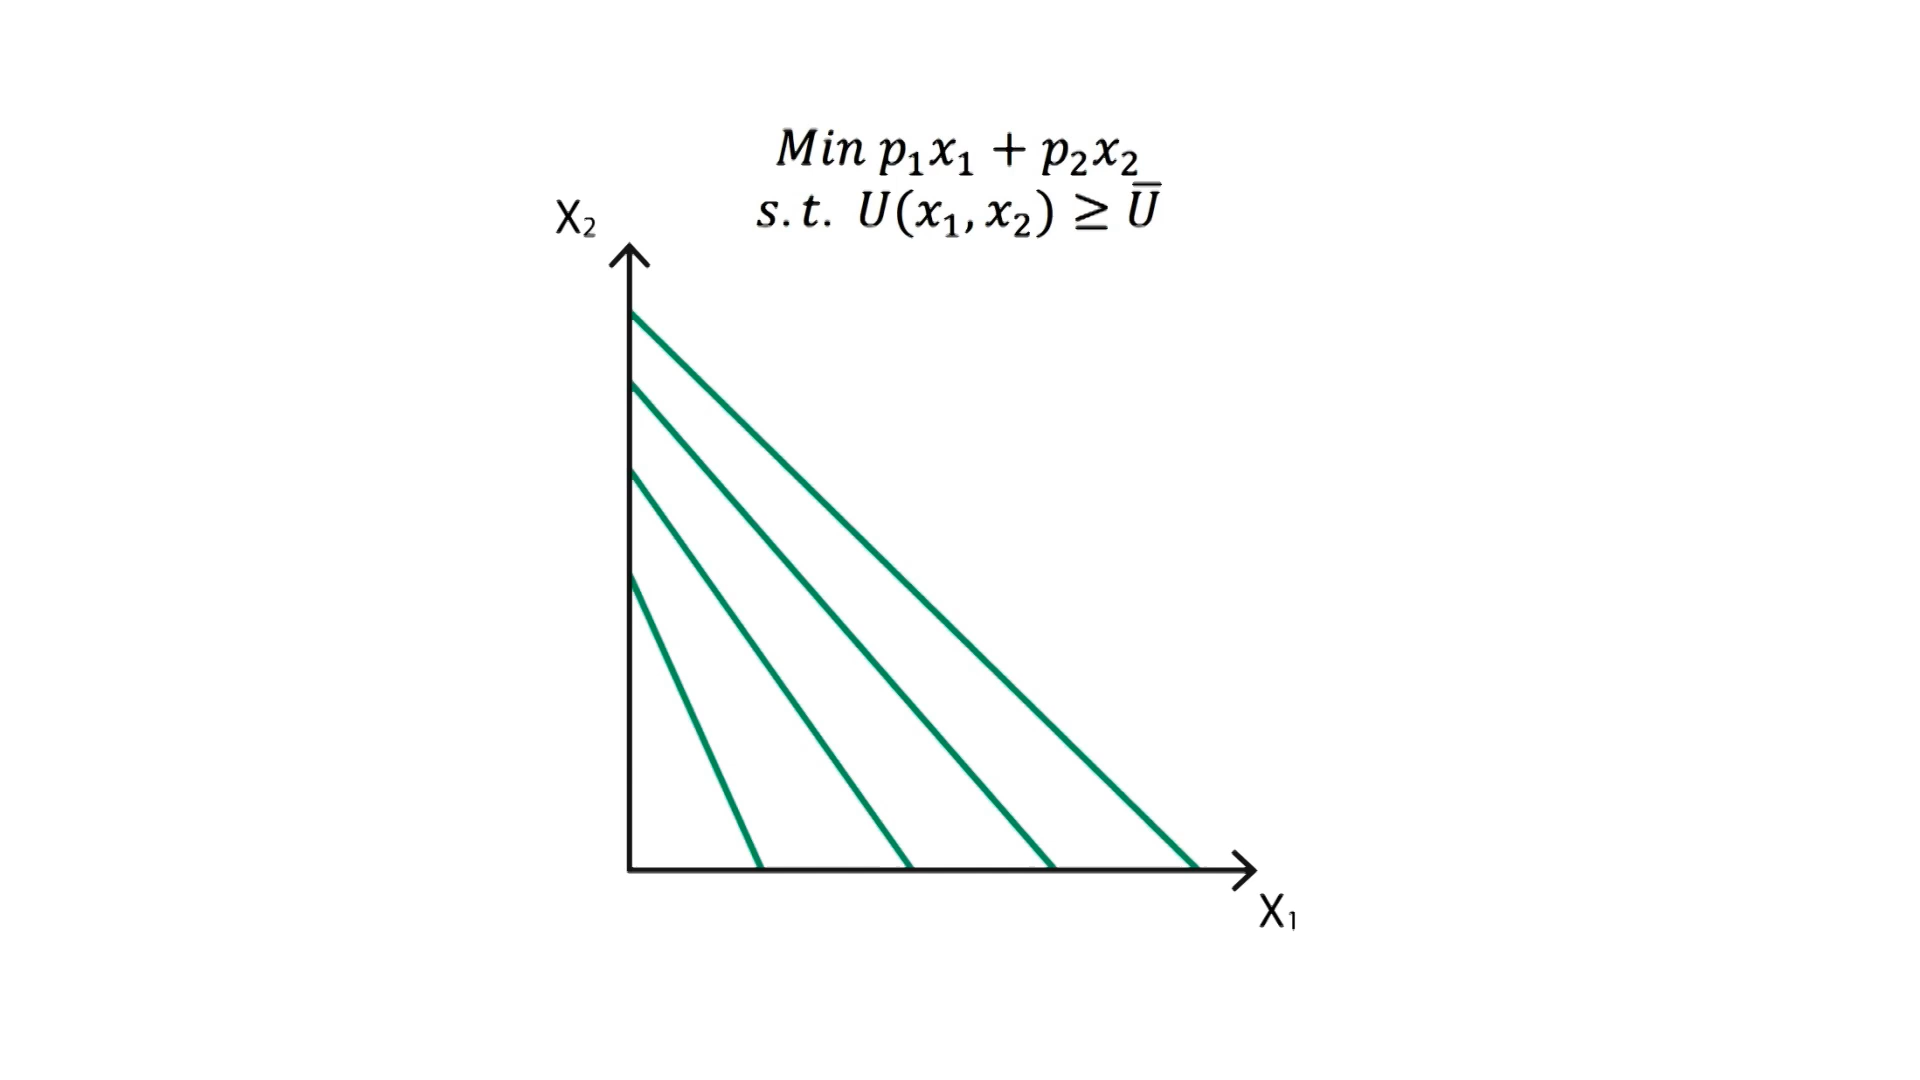 Min p₁x₁ + p₂x₂
s.t. U(x₁, x₂) ≥ U̅
X₂
X₁